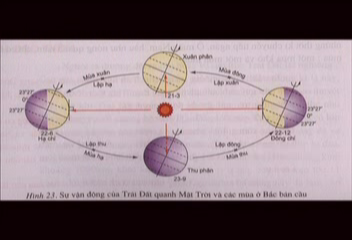 Xuân phân
Mùa xuân
Lập hạ
Mùa đông
Lập xuân
21-3
23°27'
0°
23°27'
22-6
Hạ chí
23°27'
0°
23°27'
22-12
Đông chí
Lập thu
Mùa hạ
Lập đông
Mùa thu
Thu phân
23-9
Hình 23. Sự vận động của Trái Đất quanh Mặt Trời và các mùa ở Bắc bán cầu